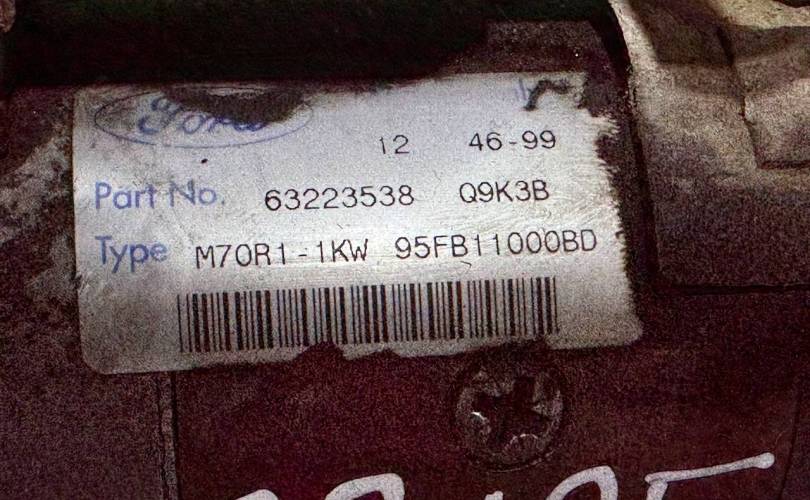 Ford
12 46-99
Part No. 63223538 Q9K3B
Type M70R1-1KW 95FB11000BD